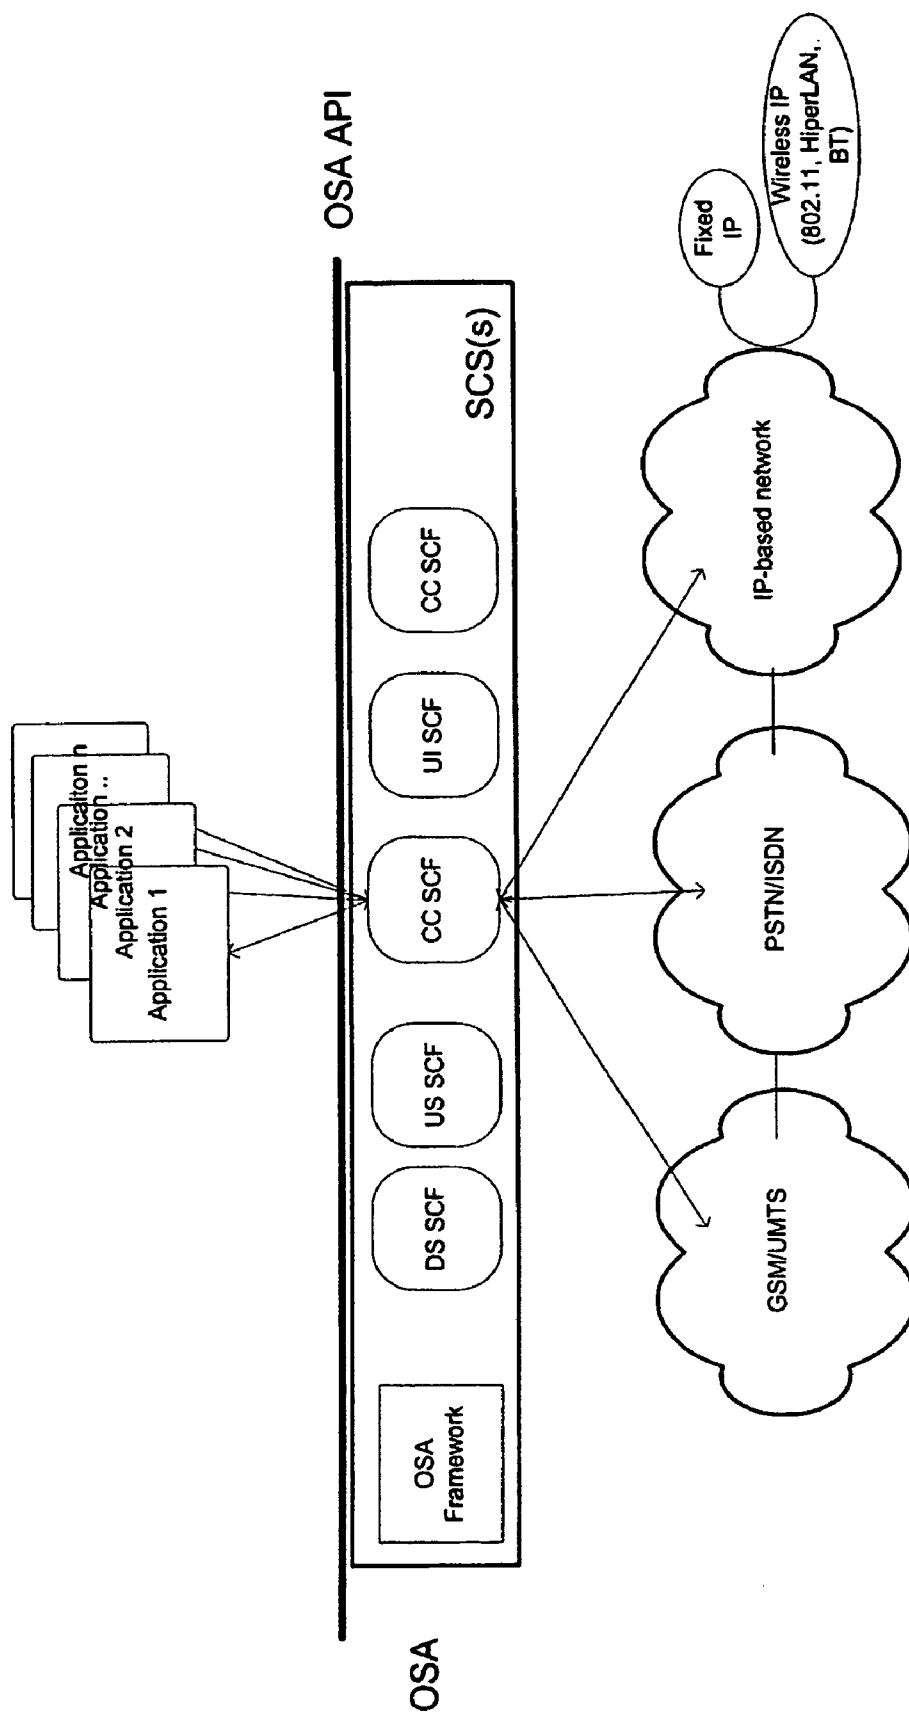 Applicaiton n
Application ..
Application 2
Application 1
OSA API
OSA
OSA
Framework
DS SCF
US SCF
CC SCF
UI SCF
CC SCF
SCS(s)
GSM/UMTS
PSTN/ISDN
IP-based network
Fixed
IP
Wireless IP
(802.11, HiperLAN,
BT)